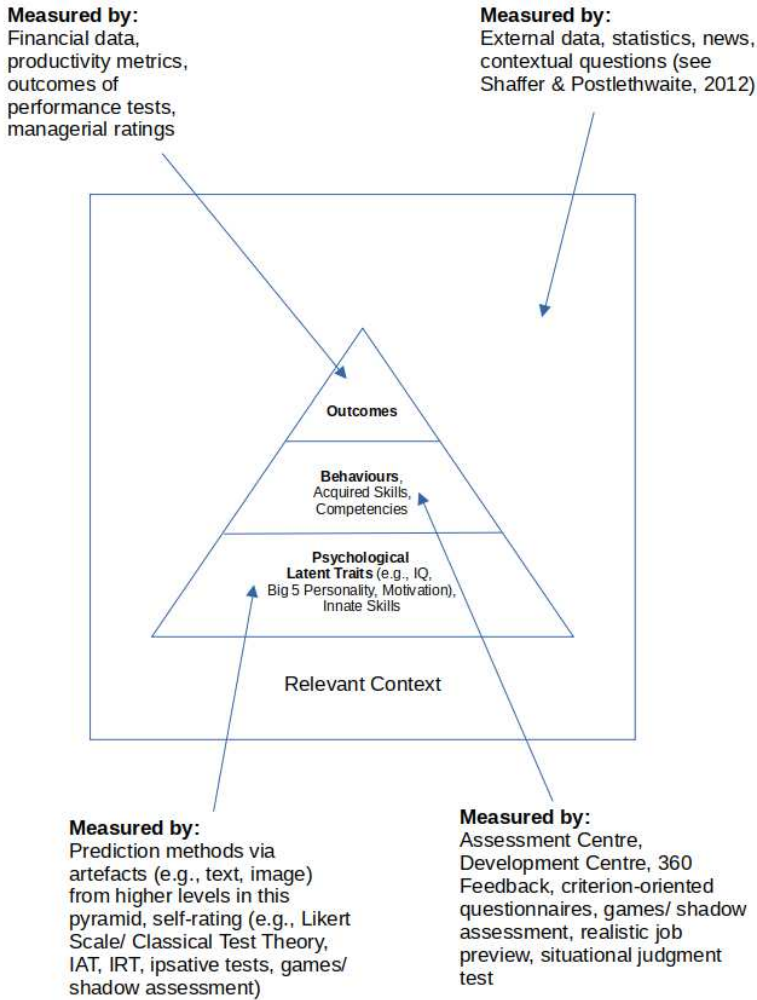 Measured by:
Financial data,
productivity metrics,
outcomes of
performance tests,
managerial ratings
Measured by:
External data, statistics, news,
contextual questions (see
Shaffer & Postlethwaite, 2012)
Outcomes
Behaviours,
Acquired Skills,
Competencies
Psychological
Latent Traits (e.g., IQ,
Big 5 Personality, Motivation),
Innate Skills
Relevant Context
Measured by:
Prediction methods via
artefacts (e.g., text, image)
from higher levels in this
pyramid, self-rating (e.g., Likert
Scale/ Classical Test Theory,
IAT, IRT, ipsative tests, games/
shadow assessment)
Measured by:
Assessment Centre,
Development Centre, 360
Feedback, criterion-oriented
questionnaires, games/ shadow
assessment, realistic job
preview, situational judgment
test